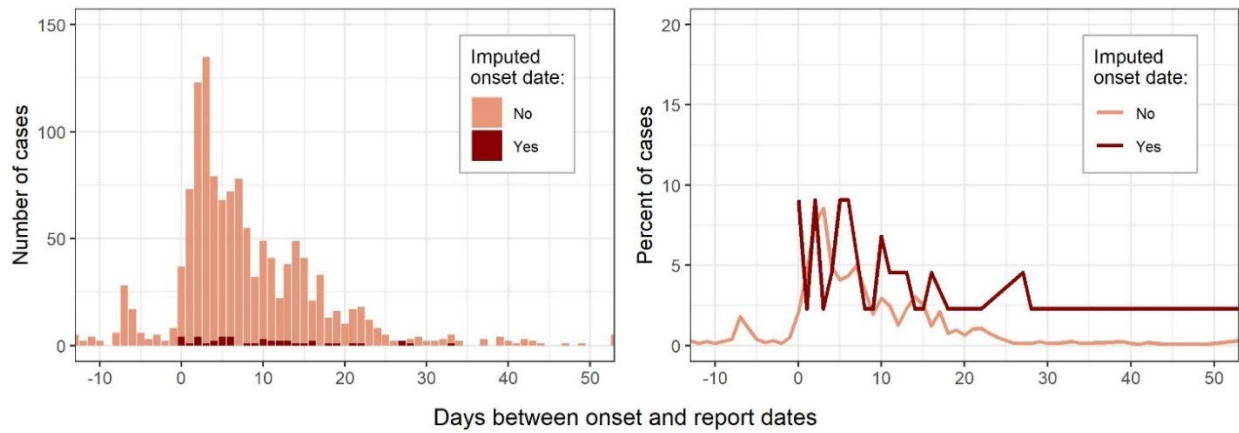 150
100
50
0
Number of cases
Imputed
onset date:
No
Yes
-10 0 10 20 30 40 50
20
15
10
5
0
Percent of cases
Imputed
onset date:
No
Yes
-10 0 10 20 30 40 50
Days between onset and report dates